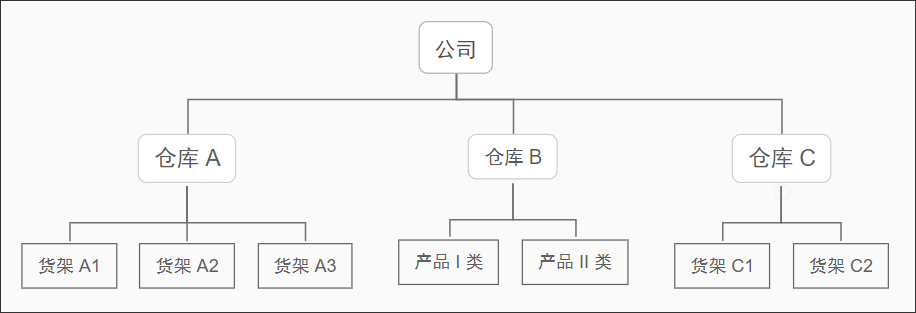 公司
仓库 A
仓库 B
仓库 C
货架 A1
货架 A2
货架 A3
产品 I 类
产品 II 类
货架 C1
货架 C2